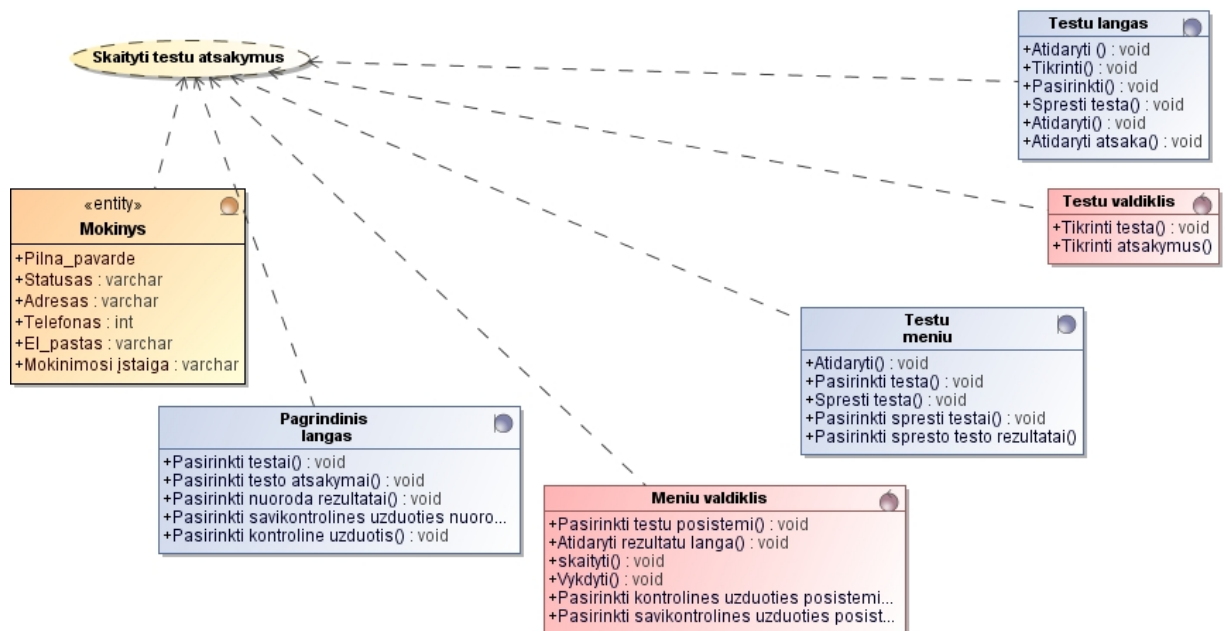 Skaityti testu atsakymus
Testu langas
+Atidaryti () : void
+Tikrinti() : void
+Pasirinkti() : void
+Spresti testa() : void
+Atidaryti() : void
+Atidaryti atsaka() : void
«entity»
Mokinys
+Pilna_pavarde
+Statusas : varchar
+Adresas : varchar
+Telefonas : int
+El_pastas : varchar
+Mokinimosi įstaiga : varchar
Testu valdiklis
+Tikrinti testa() : void
+Tikrinti atsakymus()
Testu
meniu
+Atidaryti() : void
+Pasirinkti testa() : void
+Spresti testa() : void
+Pasirinkti spresti testai() : void
+Pasirinkti spresto testo rezultatai()
Pagrindinis
langas
+Pasirinkti testai() : void
+Pasirinkti testo atsakymai() : void
+Pasirinkti nuoroda rezultatai() : void
+Pasirinkti savikontrolines uzduoties nuoro...
+Pasirinkti kontroline uzduotis() : void
Meniu valdiklis
+Pasirinkti testu posistemi() : void
+Atidaryti rezultatu langa() : void
+skaityti() : void
+Vykdyti() : void
+Pasirinkti kontrolines uzduoties posistemi...
+Pasirinkti savikontrolines uzduoties posist...